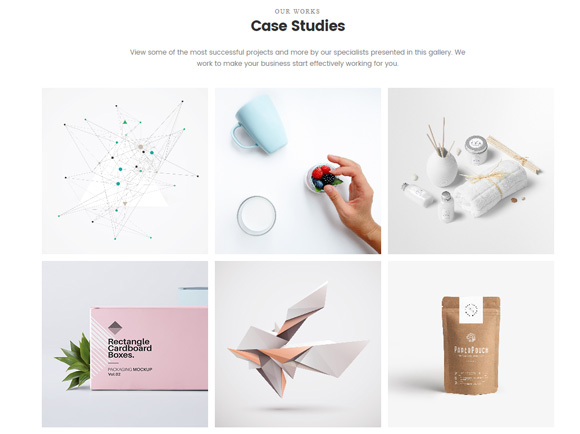 OUR WORKS
Case Studies
View some of the most successful projects and more by our specialists presented in this gallery. We
work to make your business start effectively working for you.
Rectangle
Cardboard
Boxes.
PACKAGING MOCKUP
Vol.02
PAPERPOUCH